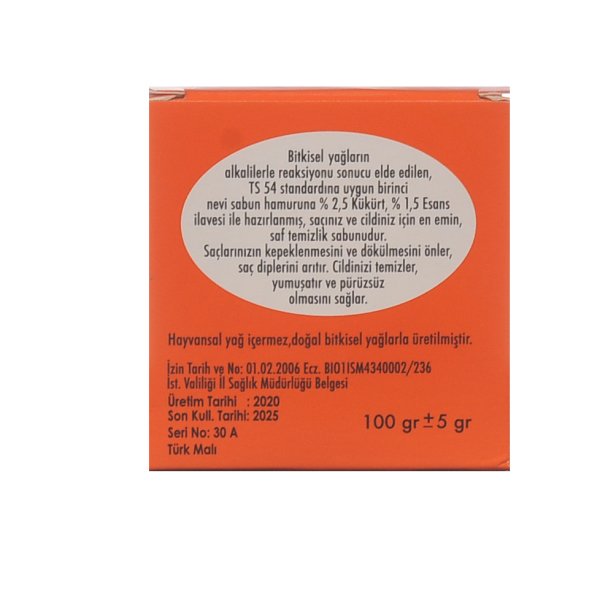 Bitkisel yağların
alkalilerle reaksiyonu sonucu elde edilen,
TS 54 standardına uygun birinci
nevi sabun hamuruna % 2,5 Kükürt, % 1,5 Esans
ilavesi ile hazırlanmış, saçınız ve cildiniz için en emin,
saf temizlik sabunudur.
Saçlarınızın kepeklenmesini ve dökülmesini önler,
saç diplerini arıtır. Cildinizi temizler,
yumuşatır ve pürüzsüz
olmasını sağlar.
Hayvansal yağ içermez,doğal bitkisel yağlarla üretilmiştir.
İzin Tarih ve No: 01.02.2006 Ecz. BIO1ISM4340002/236
İst. Valiliği İl Sağlık Müdürlüğü Belgesi
Üretim Tarihi : 2020
Son Kull. Tarihi: 2025
Seri No: 30 A
Türk Malı
100 gr ± 5 gr